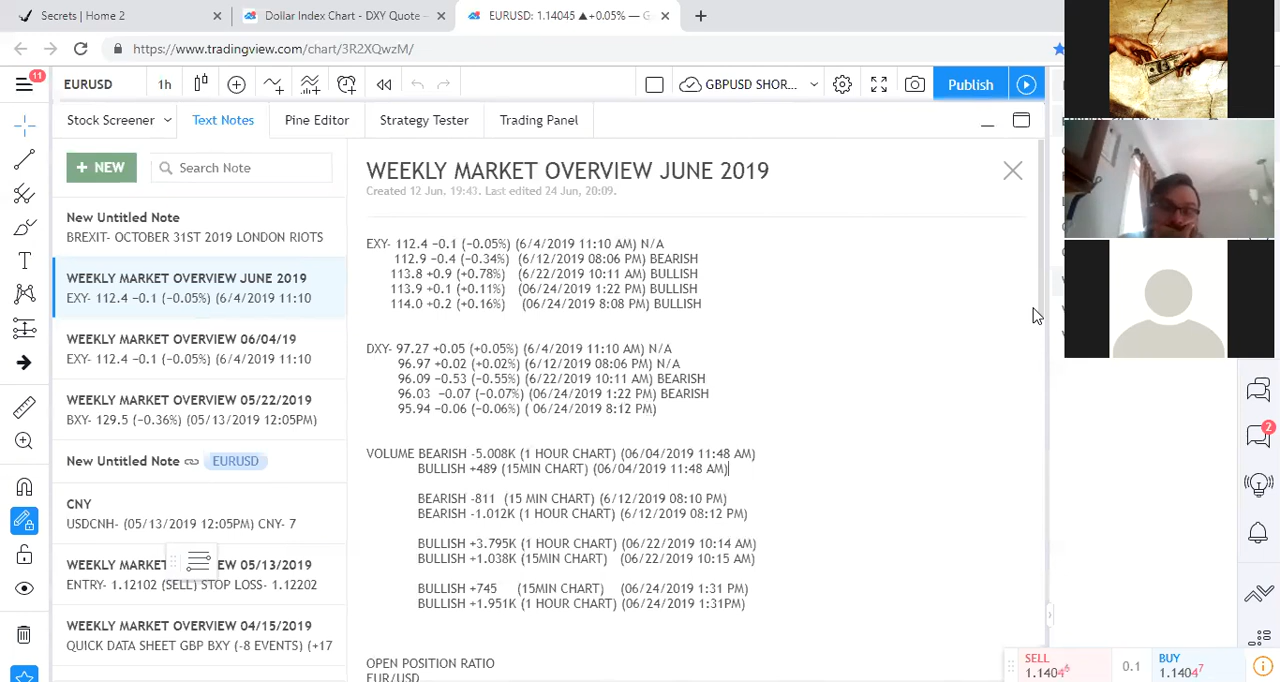 Secrets | Home 2
Dollar Index Chart - DXY Quote -
EURUSD: 1.14045 ▲+0.05% — G
https://www.tradingview.com/chart/3R2XQwzM/
11
EURUSD
1h
GBPUSD SHOR...
Publish
Stock Screener
Text Notes
Pine Editor
Strategy Tester
Trading Panel
+ NEW
Search Note
New Untitled Note
BREXIT- OCTOBER 31ST 2019 LONDON RIOTS
WEEKLY MARKET OVERVIEW JUNE 2019
EXY- 112.4 −0.1 (−0.05%) (6/4/2019 11:10
WEEKLY MARKET OVERVIEW 06/04/19
EXY- 112.4 −0.1 (−0.05%) (6/4/2019 11:10
WEEKLY MARKET OVERVIEW 05/22/2019
BXY- 129.5 (−0.36%) (05/13/2019 12:05PM)
New Untitled Note EURUSD
CNY
USDCNH- (05/13/2019 12:05PM) CNY- 7
WEEKLY MARKET OVERVIEW 05/13/2019
ENTRY- 1.12102 (SELL) STOP LOSS- 1.12202
WEEKLY MARKET OVERVIEW 04/15/2019
QUICK DATA SHEET GBP BXY (-8 EVENTS) (+17
WEEKLY MARKET OVERVIEW JUNE 2019
Created 12 Jun. 19:43. Last edited 24 Jun, 20:09.
EXY- 112.4 −0.1 (−0.05%) (6/4/2019 11:10 AM) N/A
112.9 −0.4 (−0.34%) (6/12/2019 08:06 PM) BEARISH
113.8 +0.9 (+0.78%) (6/22/2019 10:11 AM) BULLISH
113.9 +0.1 (+0.11%) (06/24/2019 1:22 PM) BULLISH
114.0 +0.2 (+0.16%) (06/24/2019 8:08 PM) BULLISH
DXY- 97.27 +0.05 (+0.05%) (6/4/2019 11:10 AM) N/A
96.97 +0.02 (+0.02%) (6/12/2019 08:06 PM) N/A
96.09 −0.53 (−0.55%) (6/22/2019 10:11 AM) BEARISH
96.03 −0.07 (−0.07%) (06/24/2019 1:22 PM) BEARISH
95.94 −0.06 (−0.06%) ( 06/24/2019 8:12 PM)
VOLUME BEARISH -5.008K (1 HOUR CHART) (06/04/2019 11:48 AM)
BULLISH +489 (15MIN CHART) (06/04/2019 11:48 AM)
BEARISH -811 (15 MIN CHART) (6/12/2019 08:10 PM)
BEARISH -1.012K (1 HOUR CHART) (6/12/2019 08:12 PM)
BULLISH +3.795K (1 HOUR CHART) (06/22/2019 10:14 AM)
BULLISH +1.038K (15MIN CHART) (06/22/2019 10:15 AM)
BULLISH +745 (15MIN CHART) (06/24/2019 1:31 PM)
BULLISH +1.951K (1 HOUR CHART) (06/24/2019 1:31PM)
OPEN POSITION RATIO
EUR/USD
2
SELL
1.14046
0.1
BUY
1.14047